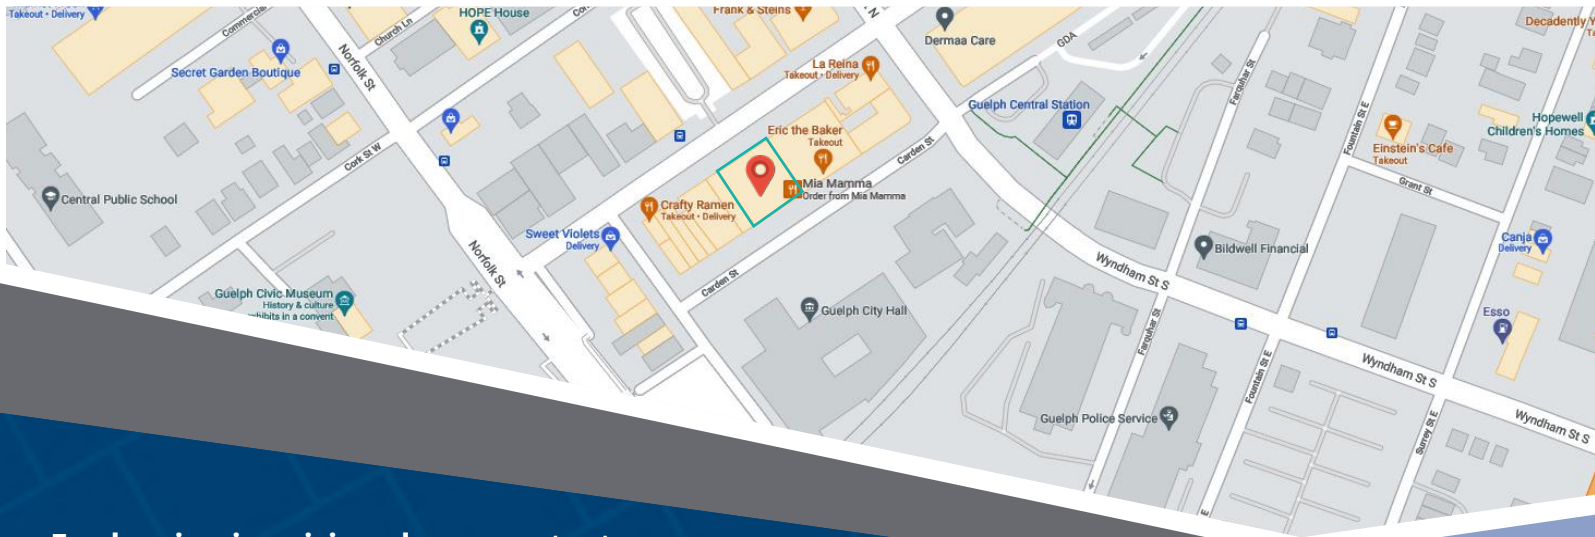 Takeout • Delivery
Commercial
Church Ln
HOPE House
Frank & Steins
N
Dermaa Care
GDA
Decadently
Secret Garden Boutique
Norfolk St
La Reina
Takeout • Delivery
Guelph Central Station
Farquhar St
Fountain St E
Hopewell
Children's Homes
Eric the Baker
Takeout
Carden St
Einstein's Cafe
Takeout
Cork St W
Central Public School
Mia Mamma
Order from Mia Mamma
Grant St
Crafty Ramen
Takeout • Delivery
Sweet Violets
Delivery
Canja
Delivery
Bildwell Financial
Norfolk St
Wyndham St S
Carden St
Guelph Civic Museum
History & culture
exhibits in a convent
Guelph City Hall
Esso
Farquhar St
Fountain St E
Wyndham St S
Guelph Police Service
Surrey St E
Wyndham St S
E